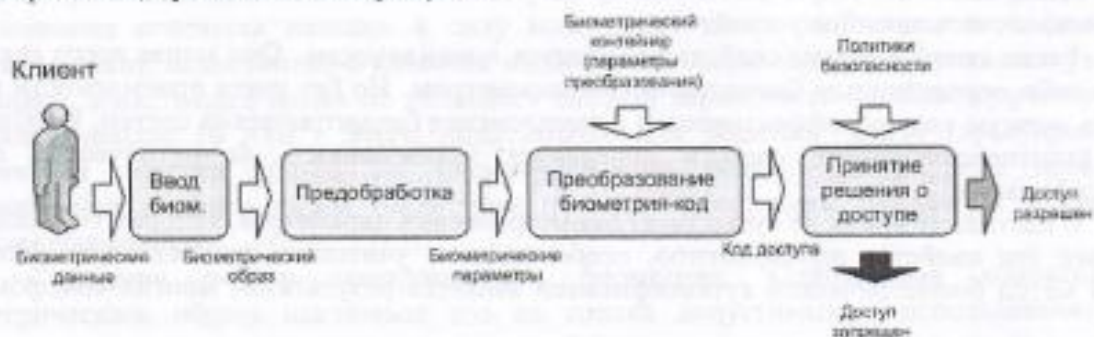 Биометрический
контейнер
(параметры
преобразования)
Политики
безопасности
Клиент
Ввод
биом.
Предобработка
Преобразование
биометрия-код
Принятие
решения о
доступе
Доступ
разрешен
Биометрические
данные
Биометрический
образ
Биометрические
параметры
Код доступа
Доступ
запрещен